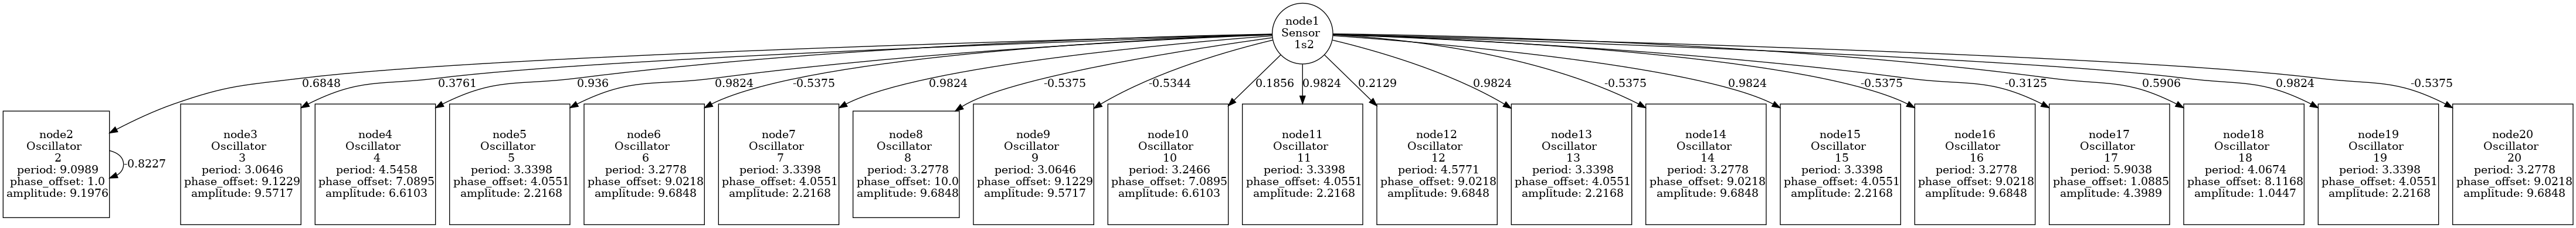 node1
Sensor
1s2
0.6848
0.3761
0.936
0.9824
-0.5375
0.9824
-0.5375
-0.5344
0.1856
0.9824
0.2129
0.9824
-0.5375
0.9824
-0.5375
-0.3125
0.5906
0.9824
-0.5375
node2
Oscillator
2
period: 9.0989
phase_offset: 1.0
amplitude: 9.1976
-0.8227
node3
Oscillator
3
period: 3.0646
phase_offset: 9.1229
amplitude: 9.5717
node4
Oscillator
4
period: 4.5458
phase_offset: 7.0895
amplitude: 6.6103
node5
Oscillator
5
period: 3.3398
phase_offset: 4.0551
amplitude: 2.2168
node6
Oscillator
6
period: 3.2778
phase_offset: 9.0218
amplitude: 9.6848
node7
Oscillator
7
period: 3.3398
phase_offset: 4.0551
amplitude: 2.2168
node8
Oscillator
8
period: 3.2778
phase_offset: 10.0
amplitude: 9.6848
node9
Oscillator
9
period: 3.0646
phase_offset: 9.1229
amplitude: 9.5717
node10
Oscillator
10
period: 3.2466
phase_offset: 7.0895
amplitude: 6.6103
node11
Oscillator
11
period: 3.3398
phase_offset: 4.0551
amplitude: 2.2168
node12
Oscillator
12
period: 4.5771
phase_offset: 9.0218
amplitude: 9.6848
node13
Oscillator
13
period: 3.3398
phase_offset: 4.0551
amplitude: 2.2168
node14
Oscillator
14
period: 3.2778
phase_offset: 9.0218
amplitude: 9.6848
node15
Oscillator
15
period: 3.3398
phase_offset: 4.0551
amplitude: 2.2168
node16
Oscillator
16
period: 3.2778
phase_offset: 9.0218
amplitude: 9.6848
node17
Oscillator
17
period: 5.9038
phase_offset: 1.0885
amplitude: 4.3989
node18
Oscillator
18
period: 4.0674
phase_offset: 8.1168
amplitude: 1.0447
node19
Oscillator
19
period: 3.3398
phase_offset: 4.0551
amplitude: 2.2168
node20
Oscillator
20
period: 3.2778
phase_offset: 9.0218
amplitude: 9.6848